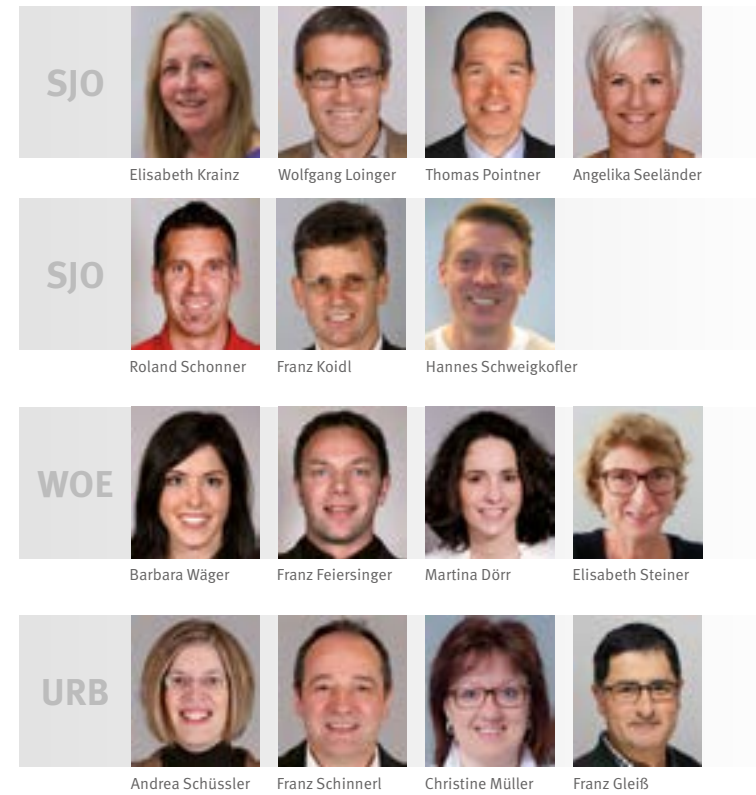 SJO
Elisabeth Krainz Wolfgang Loinger Thomas Pointner Angelika Seeländer
SJO
Roland Schonner Franz Koidl Hannes Schweigkofler
WOE
Barbara Wäger Franz Feiersinger Martina Dörr Elisabeth Steiner
URB
Andrea Schüssler Franz Schinnerl Christine Müller Franz Gleiß